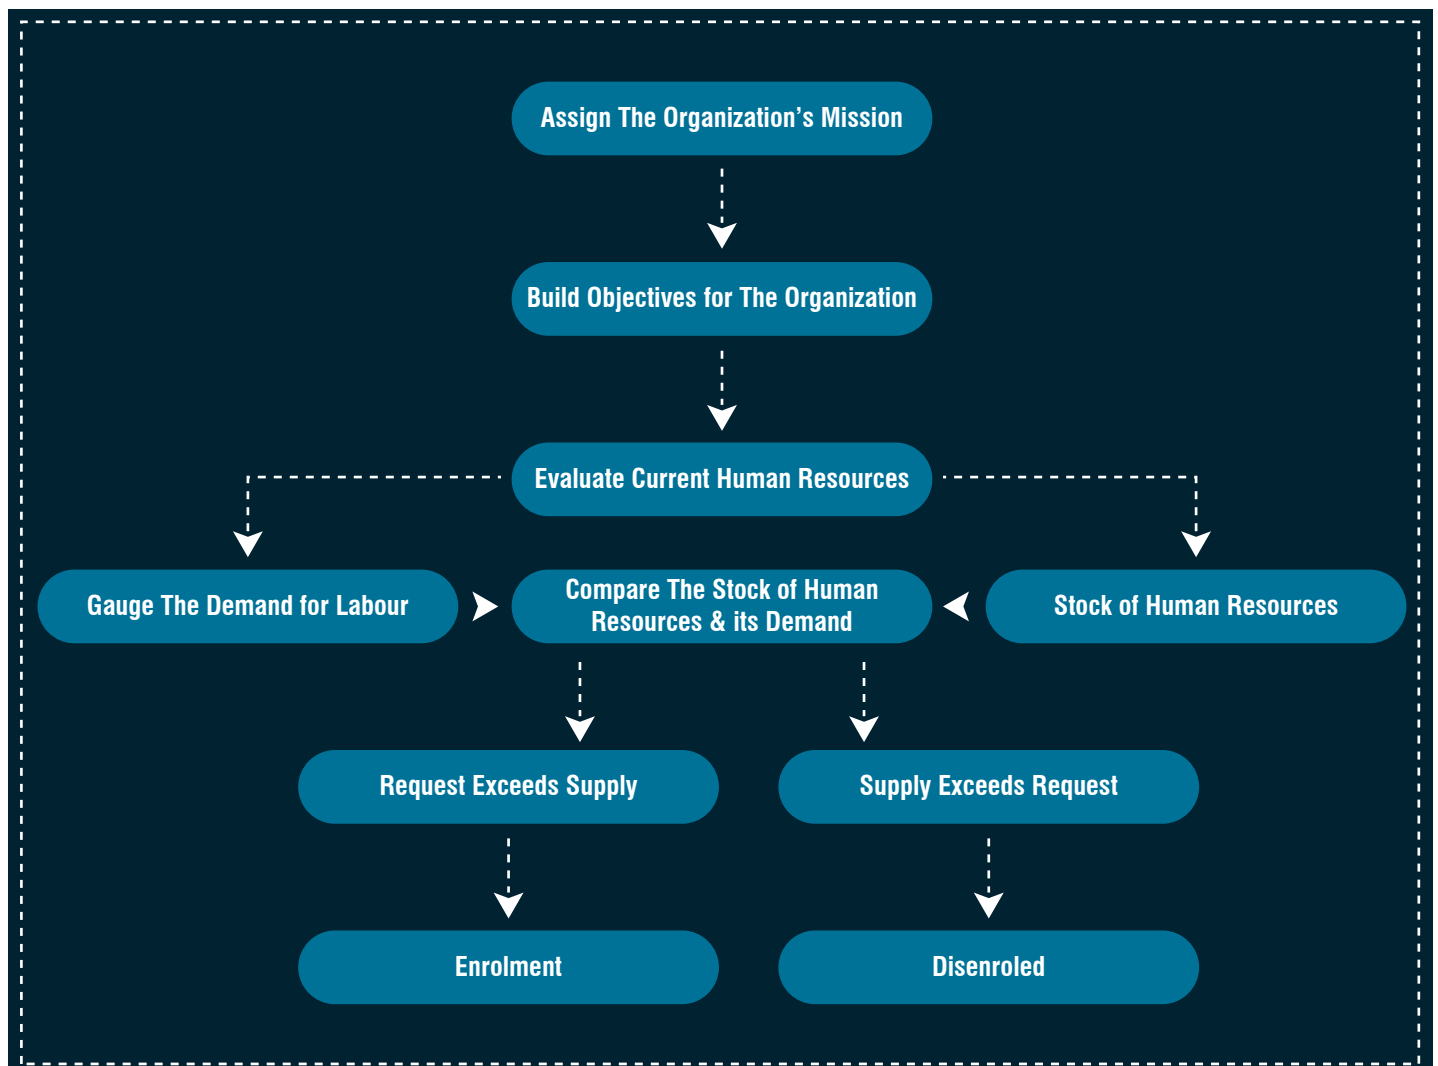 Assign The Organization’s Mission
Build Objectives for The Organization
Evaluate Current Human Resources
Gauge The Demand for Labour
Compare The Stock of Human
Resources & its Demand
Stock of Human Resources
Request Exceeds Supply
Supply Exceeds Request
Enrolment
Disenroled